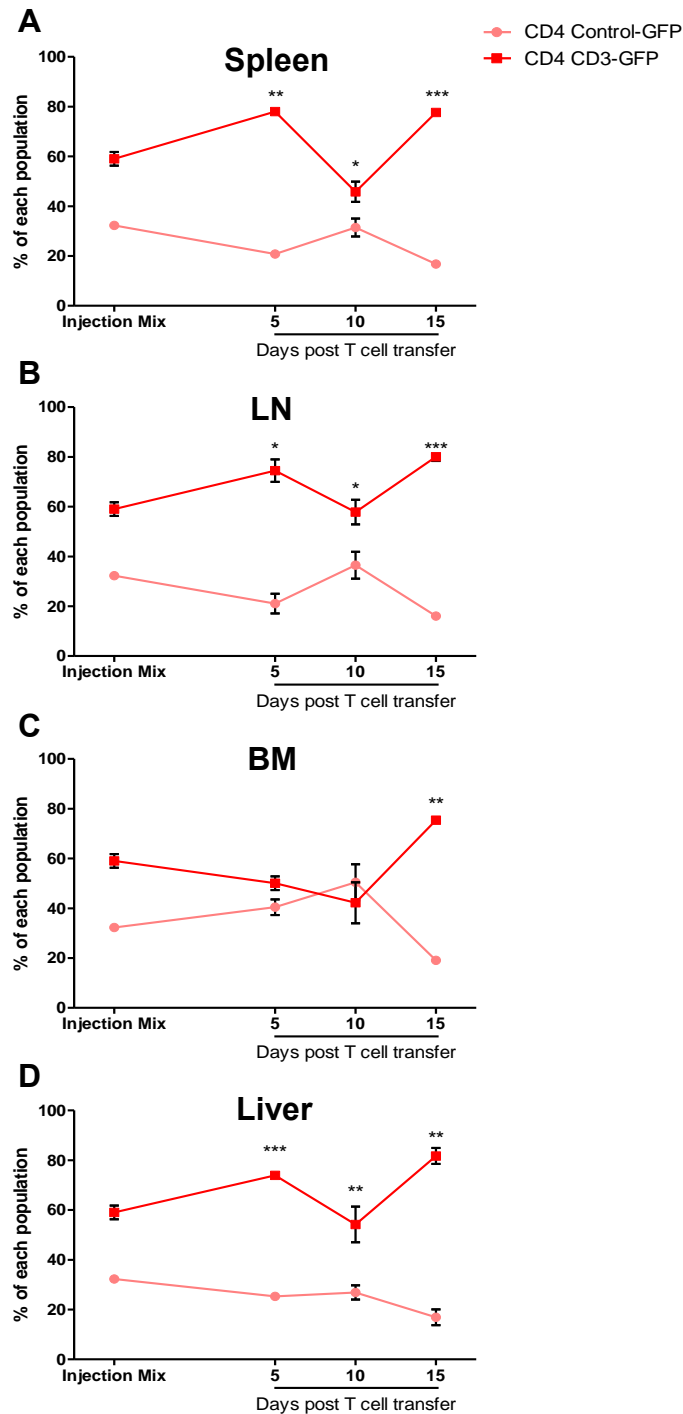 A
CD4 Control-GFP
CD4 CD3-GFP
Spleen
% of each population
100
80
60
40
20
0
**
*
***
Injection Mix 5 10 15
Days post T cell transfer
B
LN
% of each population
100
80
60
40
20
0
*
*
***
Injection Mix 5 10 15
Days post T cell transfer
C
BM
% of each population
100
80
60
40
20
0
**
Injection Mix 5 10 15
Days post T cell transfer
D
Liver
% of each population
100
80
60
40
20
0
***
**
**
Injection Mix 5 10 15
Days post T cell transfer